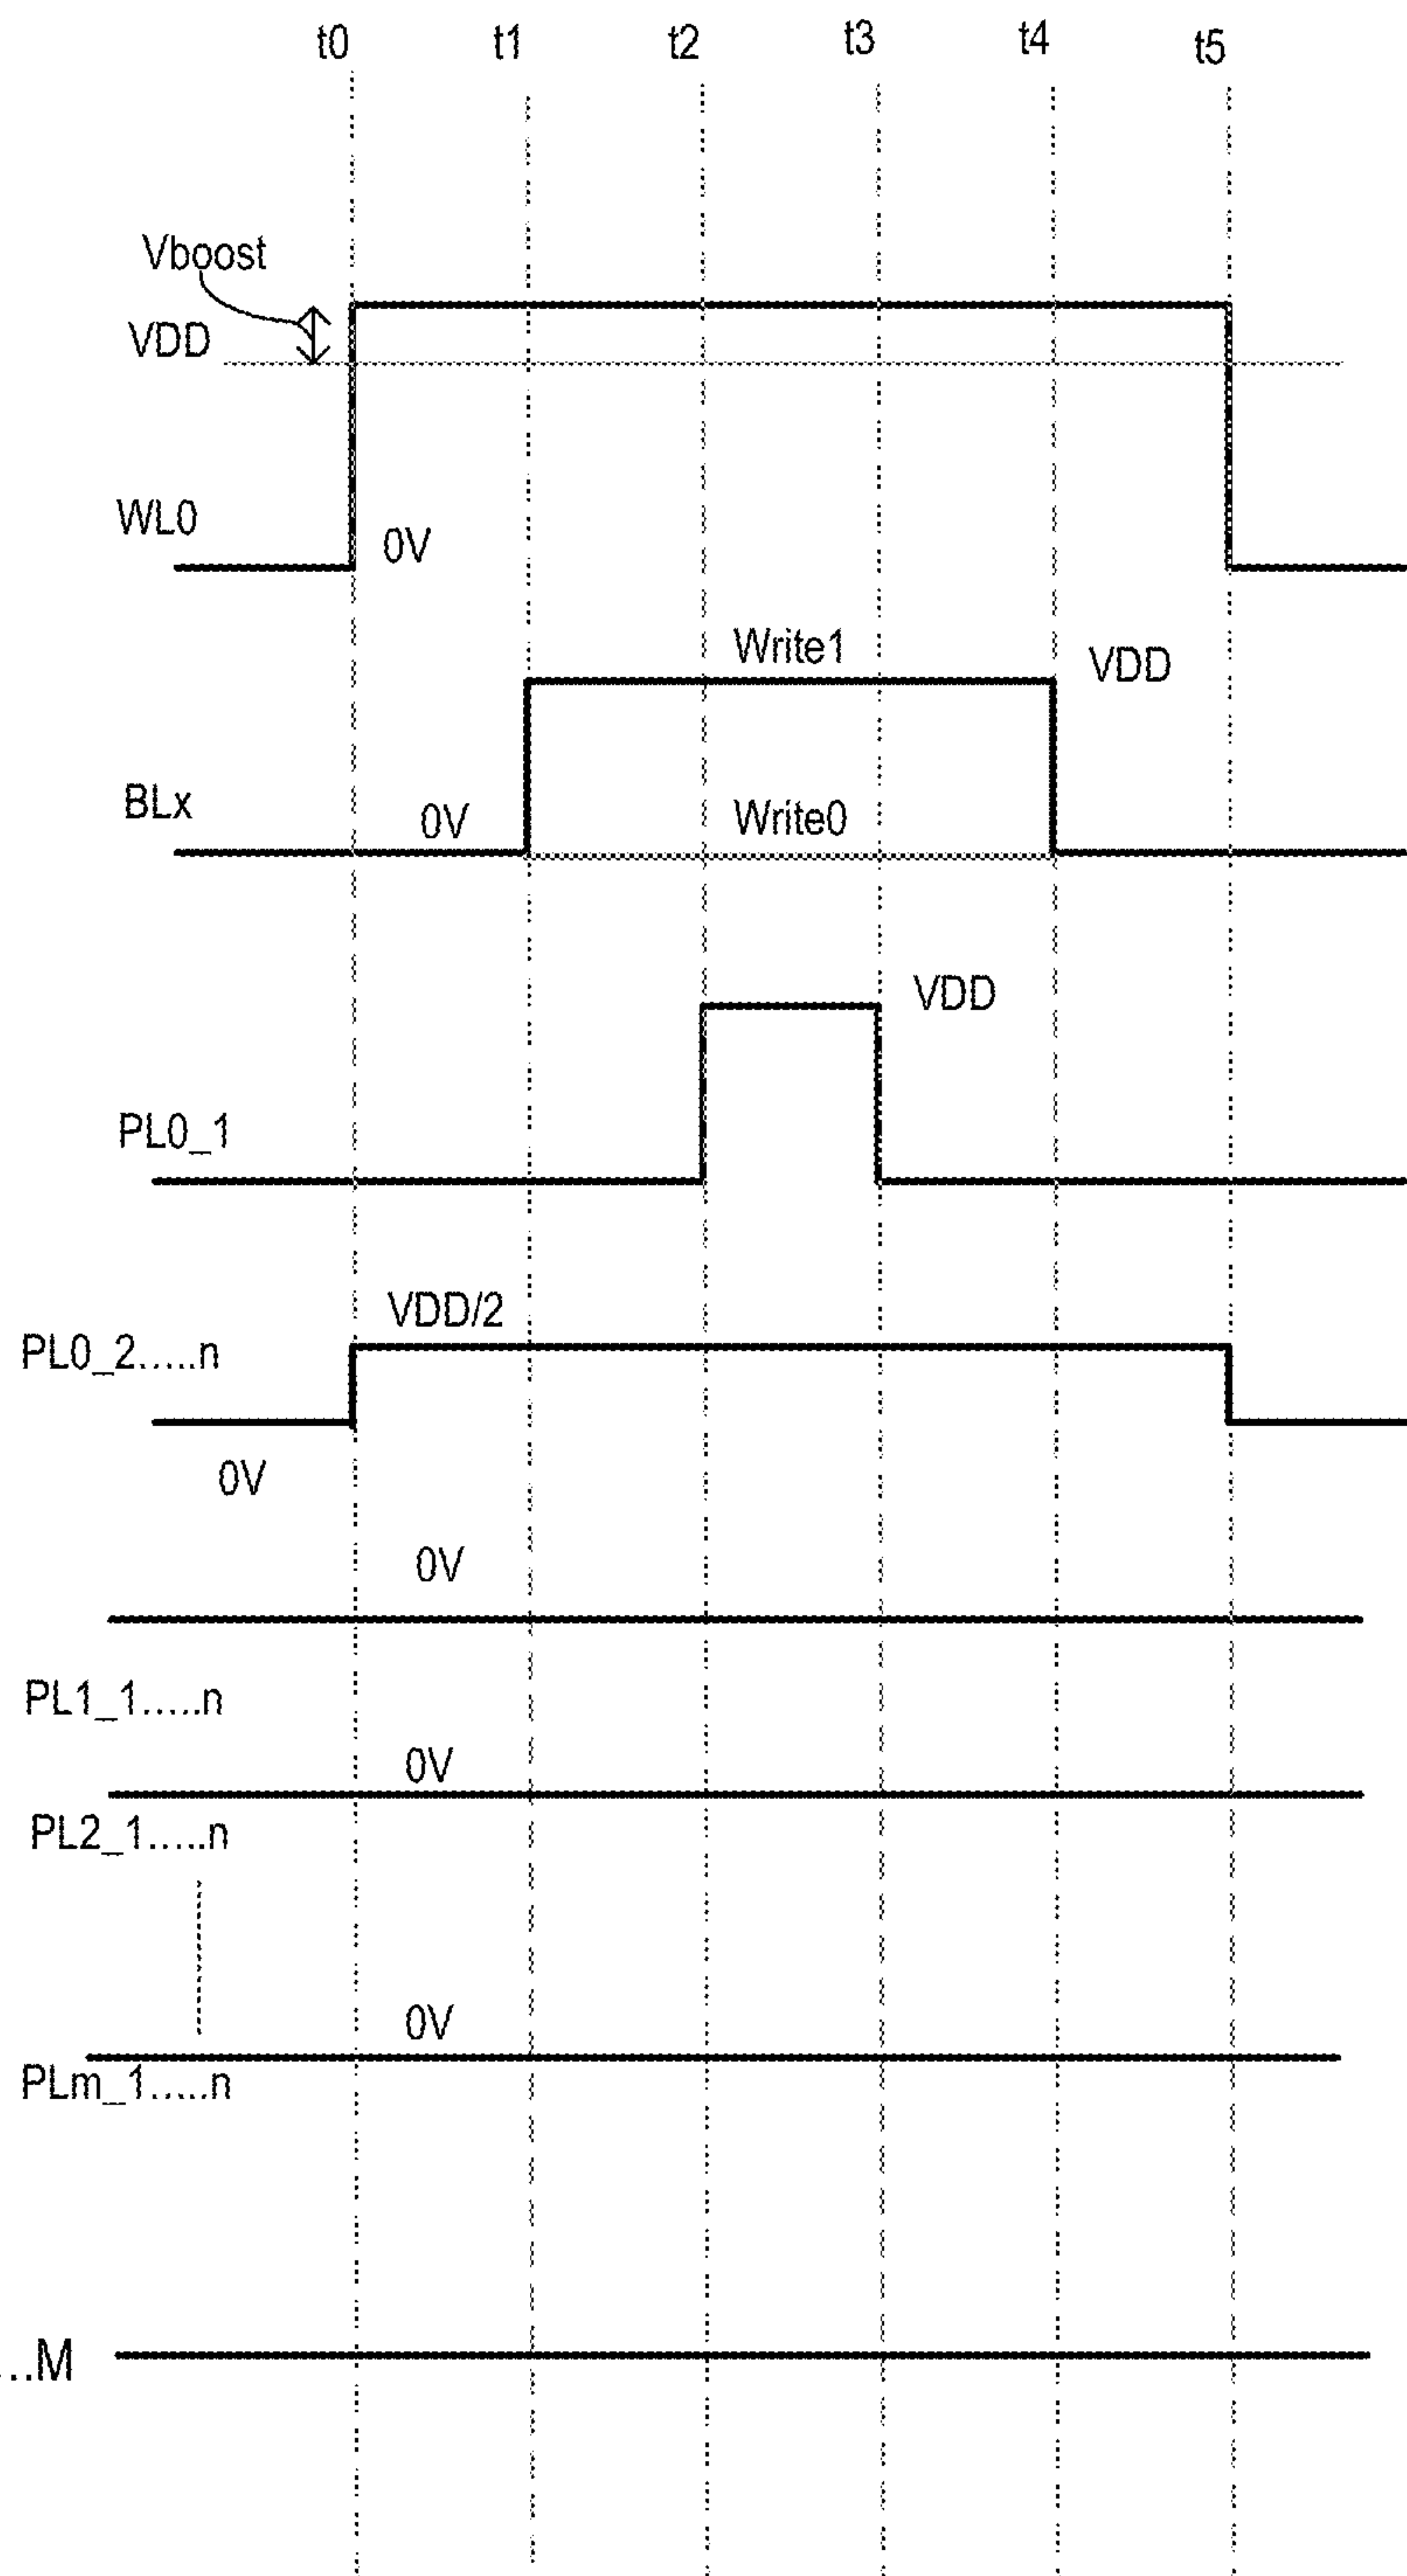 t0 t1 t2 t3 t4 t5
Vboost
VDD
WL0
0V
Write1
VDD
BLx
0V
Write0
VDD
PL0_1
VDD/2
PL0_2.....n
0V
0V
PL1_1.....n
0V
PL2_1.....n
0V
PLm_1.....n
..M